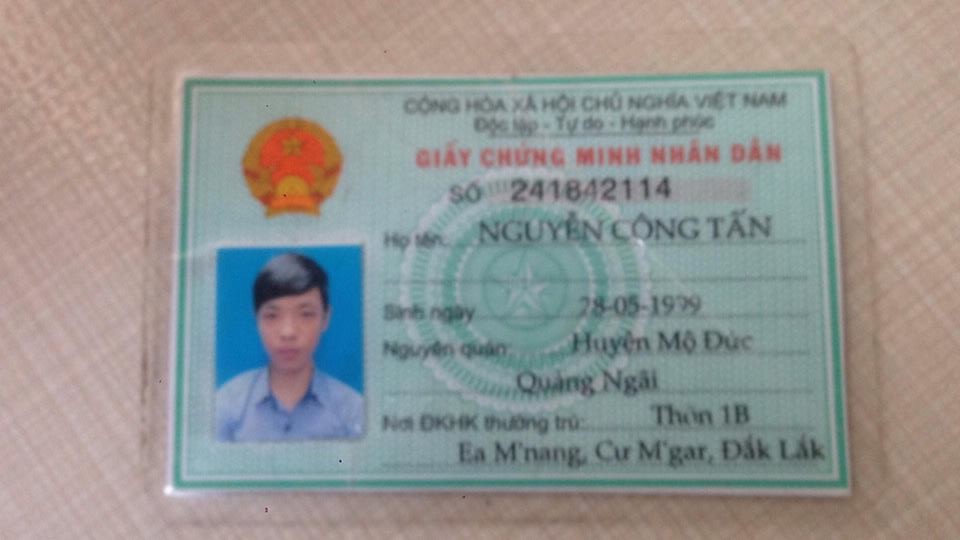 CỘNG HÒA XÃ HỘI CHỦ NGHĨA VIỆT NAM
Độc lập - Tự do - Hạnh phúc
GIẤY CHỨNG MINH NHÂN DÂN
SỐ 241842114
Họ tên: NGUYỄN CÔNG TẤN
Sinh ngày 28-05-1999
Nguyên quán: Huyện Mộ Đức
Quảng Ngãi
Nơi ĐKHK thường trú: Thôn 1B
Ea M'nang, Cư M'gar, Đắk Lắk